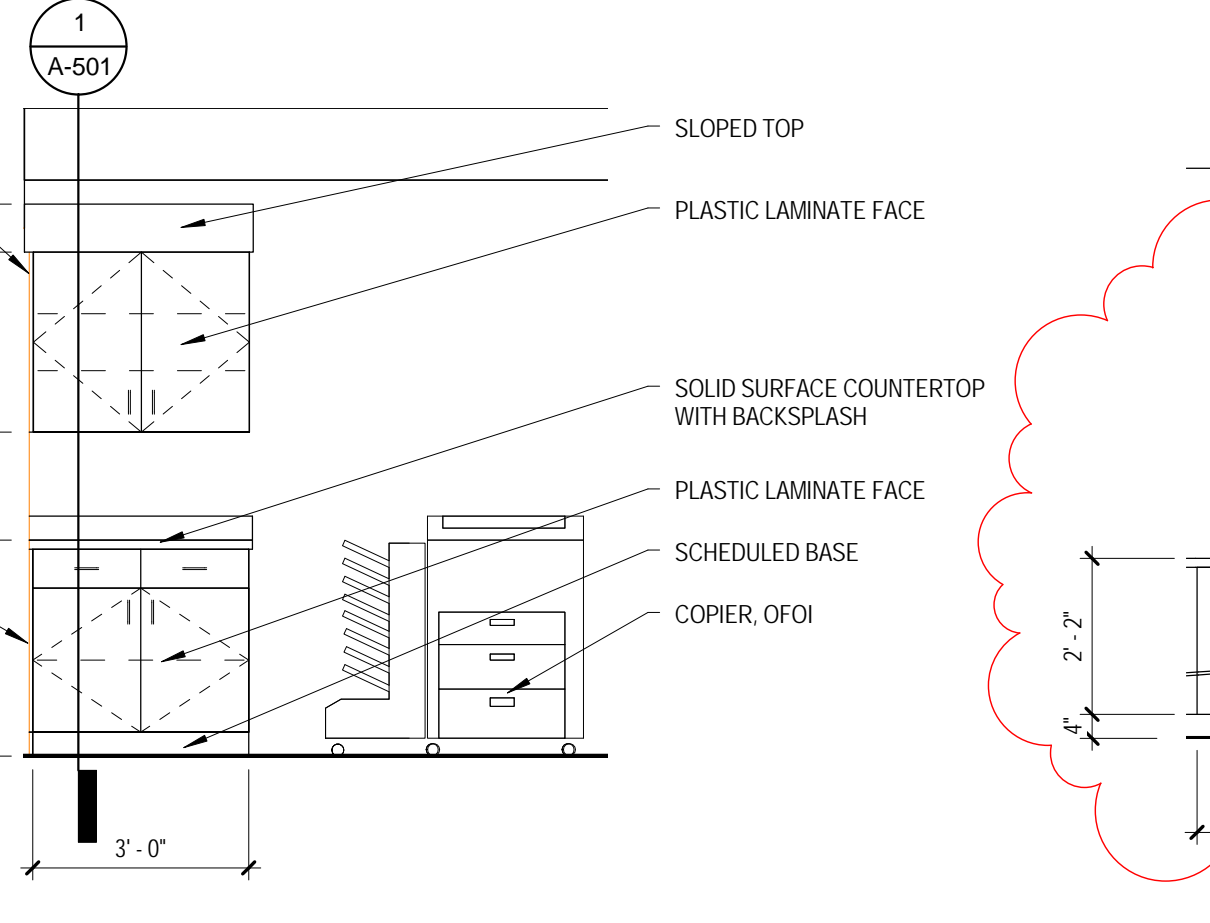 1
A-501
SLOPED TOP
PLASTIC LAMINATE FACE
SOLID SURFACE COUNTERTOP
WITH BACKSPLASH
PLASTIC LAMINATE FACE
SCHEDULED BASE
COPIER, OFOI
2' - 2"
4"
3' - 0"